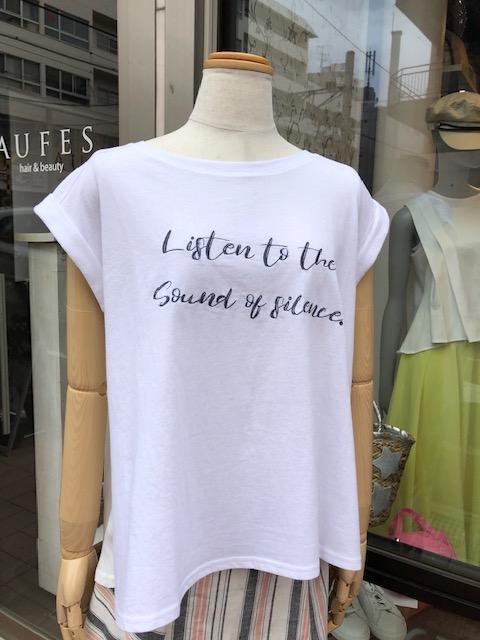 AUFES
hair & beauty
Listen to the
Sound of silence.